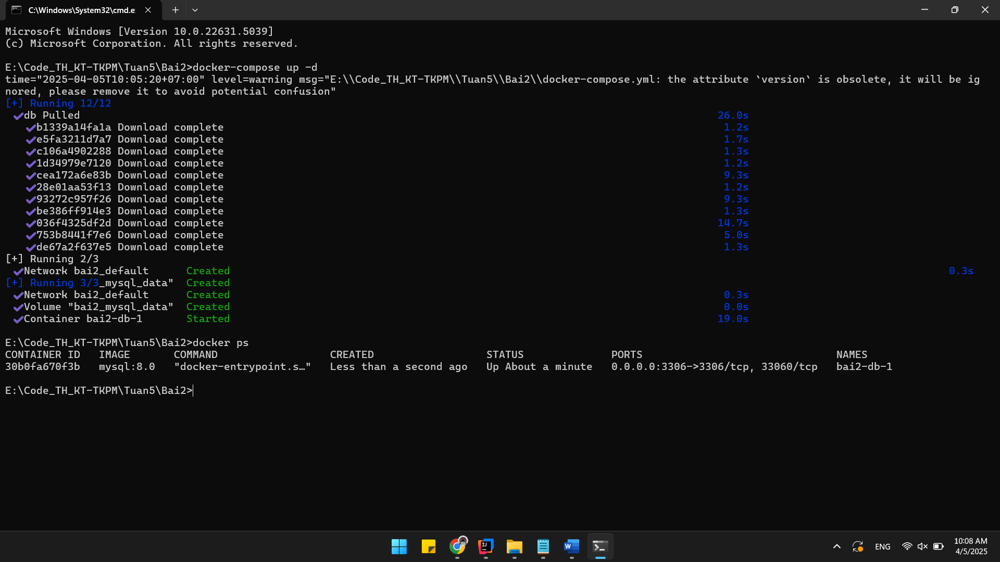 C:\Windows\System32\cmd.e
Microsoft Windows [Version 10.0.22631.5039]
(c) Microsoft Corporation. All rights reserved.
E:\Code_TH_KT-TKPM\Tuan5\Bai2>docker-compose up -d
time="2025-04-05T10:05:20+07:00" level=warning msg="E:\\Code_TH_KT-TKPM\\Tuan5\\Bai2\\docker-compose.yml: the attribute `version` is obsolete, it will be ig
nored, please remove it to avoid potential confusion"
[+] Running 12/12
✔db Pulled 26.0s
✔b1339a14fa1a Download complete 1.2s
✔e5fa3211d7a7 Download complete 1.7s
✔c106a4902288 Download complete 1.3s
✔1d34979e7120 Download complete 1.2s
✔cea172a6e83b Download complete 9.3s
✔28e01aa53f13 Download complete 1.2s
✔93272c957f26 Download complete 9.3s
✔be386ff914e3 Download complete 1.3s
✔036f4325df2d Download complete 14.7s
✔753b8441f7e6 Download complete 5.0s
✔de67a2f637e5 Download complete 1.3s
[+] Running 2/3
✔Network bai2_default Created 0.3s
[+] Running 3/3_mysql_data" Created
✔Network bai2_default Created 0.3s
✔Volume "bai2_mysql_data" Created 0.0s
✔Container bai2-db-1 Started 19.0s
E:\Code_TH_KT-TKPM\Tuan5\Bai2>docker ps
CONTAINER ID IMAGE COMMAND CREATED STATUS PORTS NAMES
30b0fa670f3b mysql:8.0 "docker-entrypoint.s…" Less than a second ago Up About a minute 0.0.0.0:3306->3306/tcp, 33060/tcp bai2-db-1
E:\Code_TH_KT-TKPM\Tuan5\Bai2>
IJ
W
ENG
10:08 AM
4/5/2025